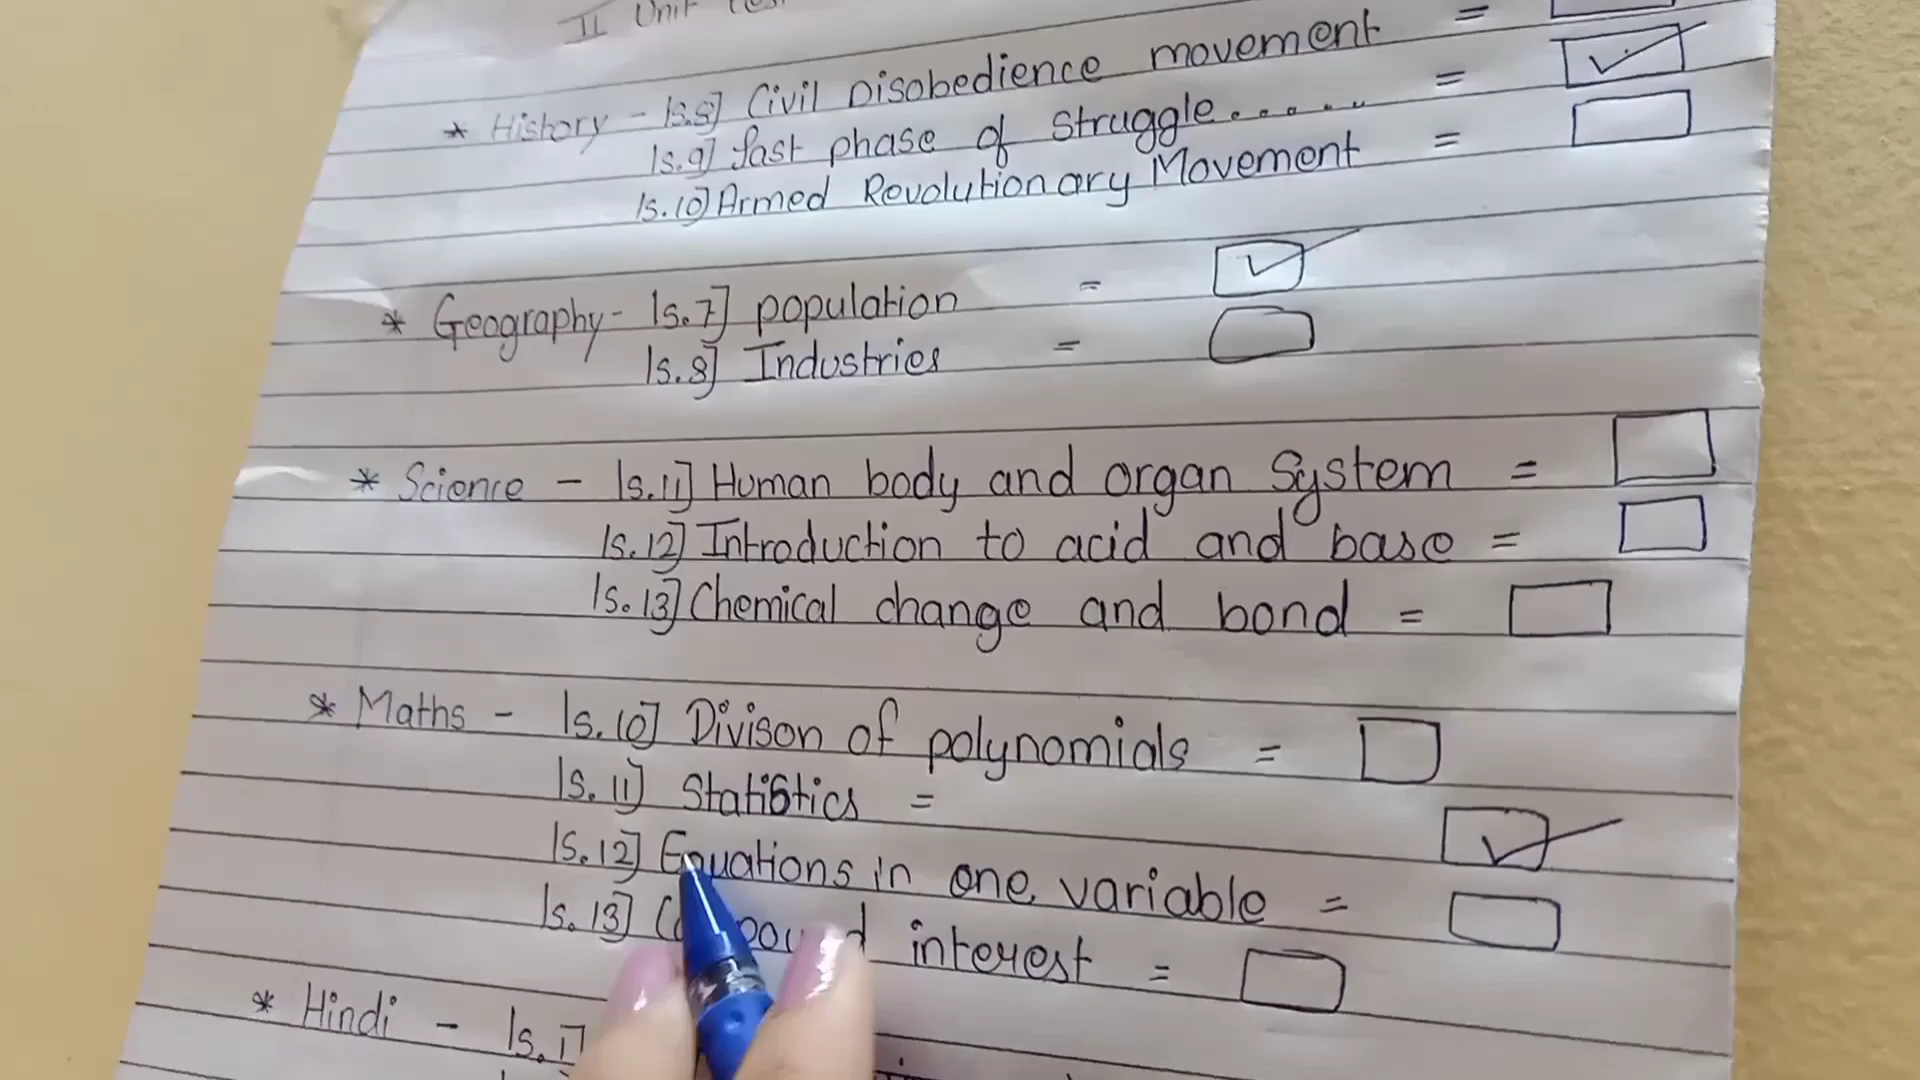 II Unit
* History - ls.8] Civil Disobedience movement =
ls.9] last phase of struggle...... =
ls.10] Armed Revolutionary Movement =
* Geography - ls.7] population -
ls.8] Industries =
* Science - ls.11] Human body and organ System =
ls.12] Introduction to acid and base =
ls.13] Chemical change and bond =
* Maths - ls.10] Divison of polynomials =
ls.11] Statistics =
ls.12] Equations in one variable =
ls.13] interest =
* Hindi - ls.1]